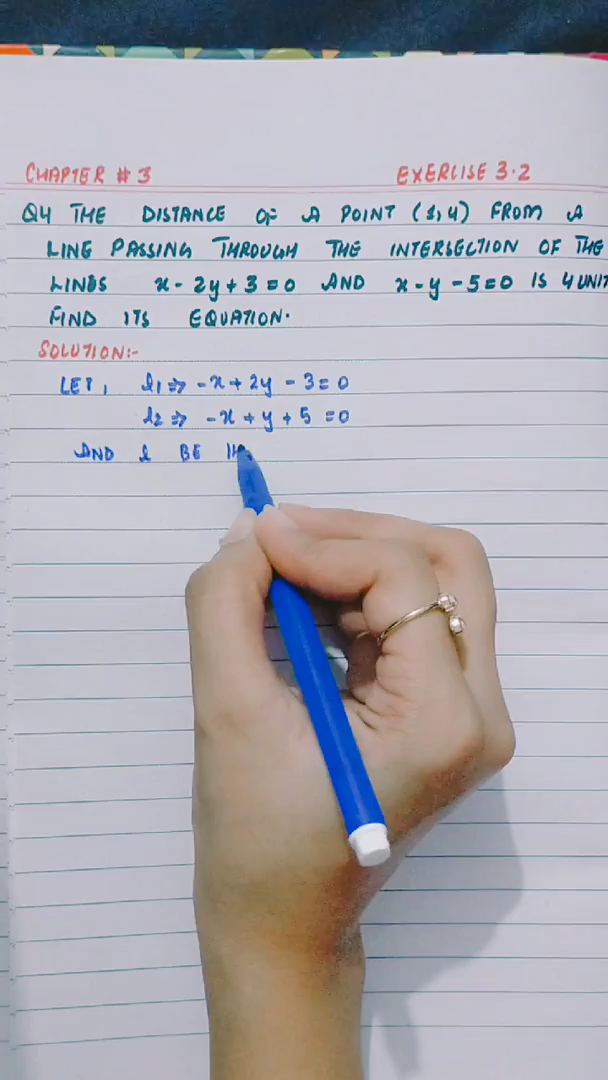 CHAPTER # 3 EXERCISE 3.2
Q4 THE DISTANCE OF A POINT (1,4) FROM A
LINE PASSING THROUGH THE INTERSECTION OF THE
LINES x - 2y + 3 = 0 AND x - y - 5 = 0 IS 4 UNIT
FIND ITS EQUATION.
SOLUTION:-
LET, l1 ⇒ -x + 2y - 3 = 0
l2 ⇒ -x + y + 5 = 0
AND l BE